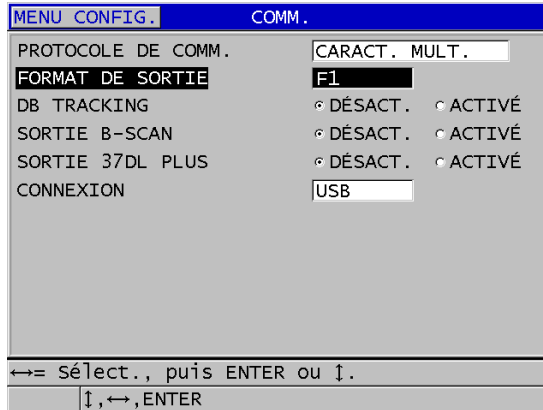 MENU CONFIG. COMM.
PROTOCOLE DE COMM. CARACT. MULT.
FORMAT DE SORTIE F1
DB TRACKING DÉSACT. ACTIVÉ
SORTIE B-SCAN DÉSACT. ACTIVÉ
SORTIE 37DL PLUS DÉSACT. ACTIVÉ
CONNEXION USB
↔= Sélect., puis ENTER ou ↕.
↕,↔,ENTER